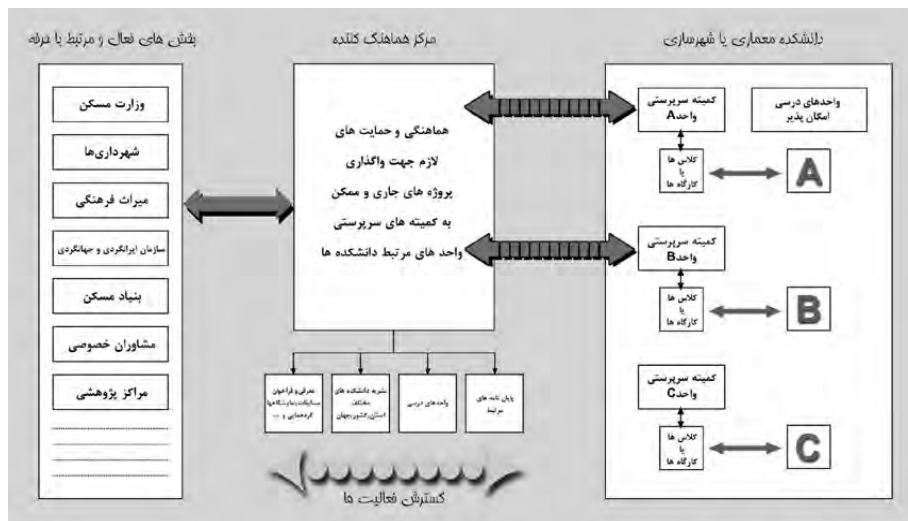 دانشکده معماری یا شهرسازی
واحدهای درسی
امکان پذیر
کمیته سرپرستی
واحد A
کلاس ها
یا
کارگاه ها
A
کمیته سرپرستی
واحد B
کلاس ها
یا
کارگاه ها
B
کمیته سرپرستی
واحد C
کلاس ها
یا
کارگاه ها
C
مرکز هماهنگ کننده
هماهنگی و حمایت های
لازم جهت واگذاری
پروژه های جاری و ممکن
به کمیته های سرپرستی
واحد های مرتبط دانشکده ها
پایان نامه های
مرتبط
واحدهای درسی
نشریه دانشکده های
مختلف
استان,کشور,جهان
معرفی و فراخوان
مسابقات,نمایشگاهها
گردهمایی و ...
گسترش فعالیت ها
بخش های فعال و مرتبط با حرفه
وزارت مسکن
شهرداری‌ها
میراث فرهنگی
سازمان ایرانگردی و جهانگردی
بنیاد مسکن
مشاوران خصوصی
مراکز پژوهشی